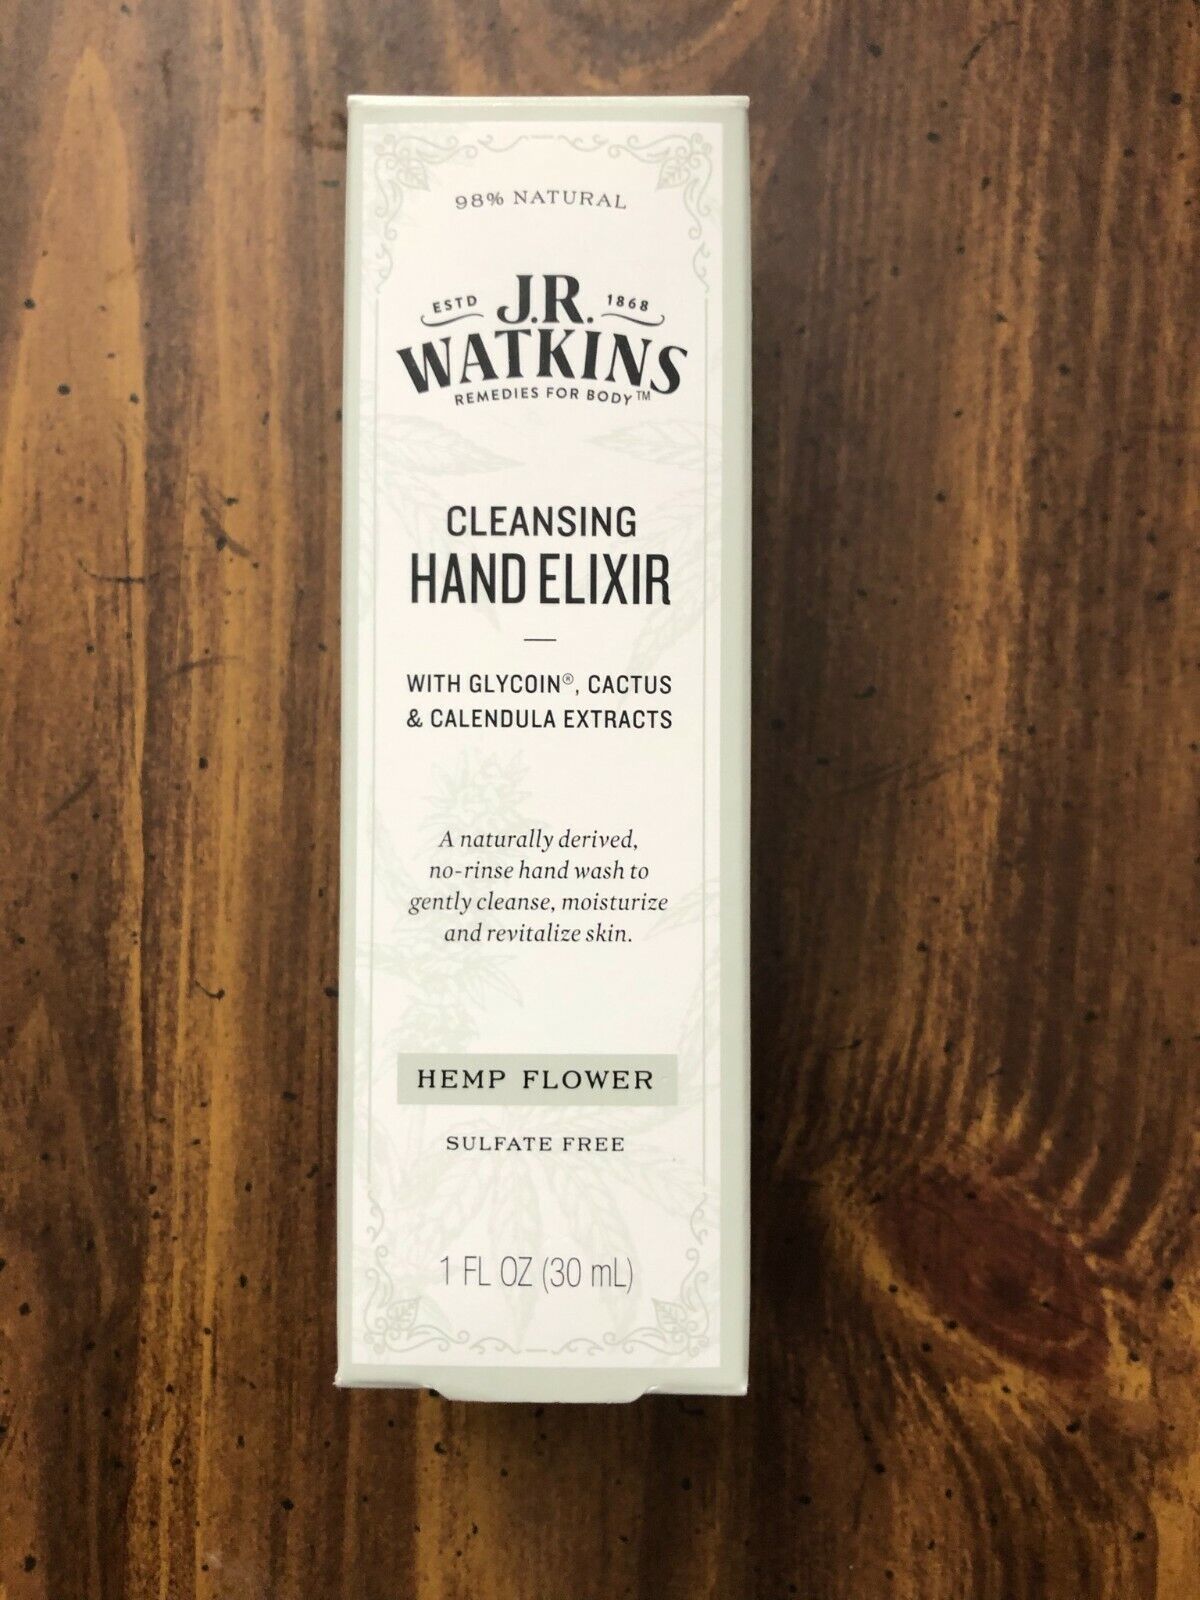 98% NATURAL
ESTD J.R. 1868
WATKINS
REMEDIES FOR BODY™
CLEANSING
HAND ELIXIR
WITH GLYCOIN®, CACTUS
& CALENDULA EXTRACTS
A naturally derived,
no-rinse hand wash to
gently cleanse, moisturize
and revitalize skin.
HEMP FLOWER
SULFATE FREE
1 FL OZ (30 mL)